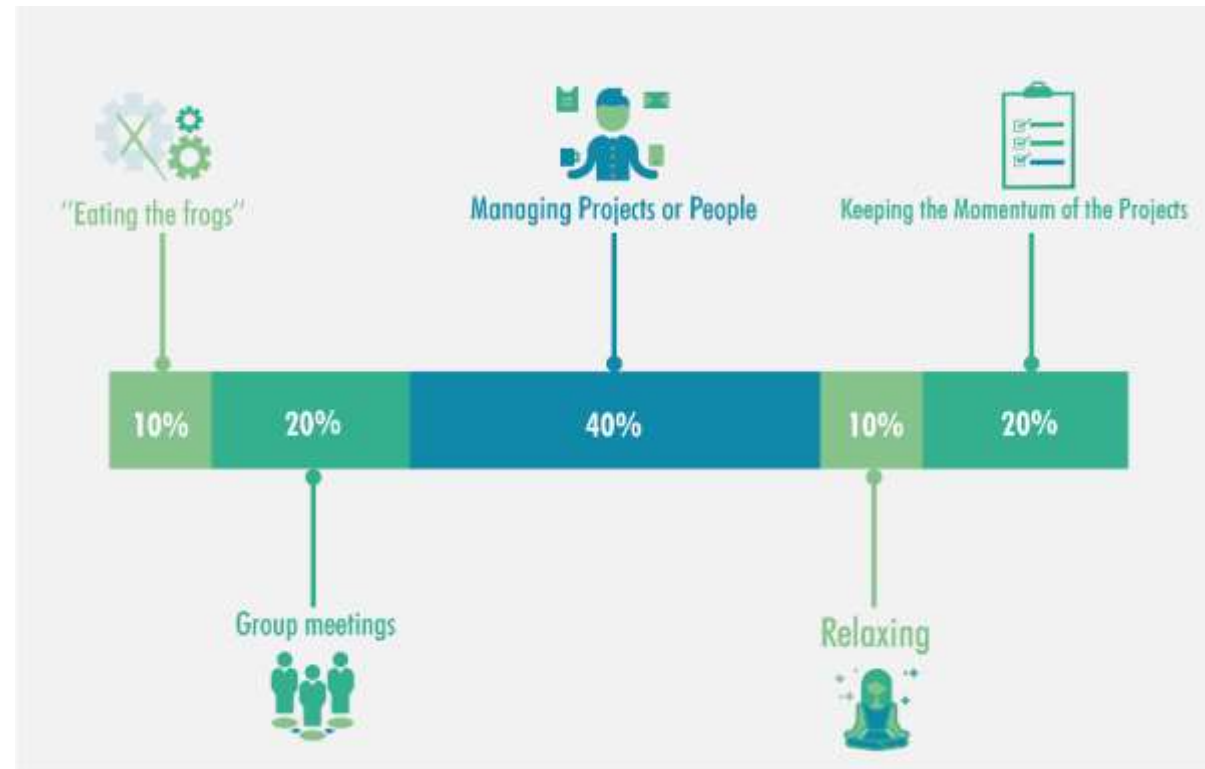 "Eating the frogs"
Managing Projects or People
Keeping the Momentum of the Projects
10%
20%
40%
10%
20%
Group meetings
Relaxing